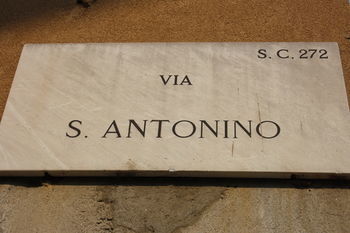 S. C. 272
VIA
S. ANTONINO